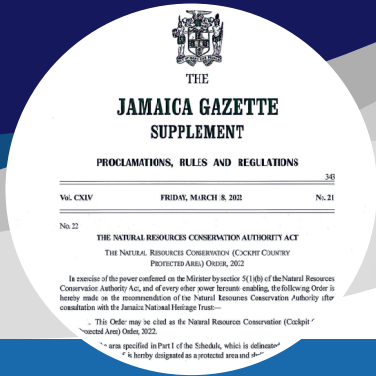 THE
JAMAICA GAZETTE
SUPPLEMENT
PROCLAMATIONS, RULES AND REGULATIONS
343
Vol. CXLV FRIDAY, MARCH 18, 2022 No. 21
No. 22
THE NATURAL RESOURCES CONSERVATION AUTHORITY ACT
THE NATURAL RESOURCES CONSERVATION (COCKPIT COUNTRY
PROTECTED AREA) ORDER, 2022
In exercise of the power conferred on the Minister by section 5(1)(b) of the Natural Resources
Conservation Authority Act, and of every other power hereunto enabling, the following Order is
hereby made on the recommendation of the Natural Resources Conservation Authority after
consultation with the Jamaica National Heritage Trust:—
. This Order may be cited as the Natural Resources Conservation (Cockpit
Area) Order, 2022.
area specified in Part I of the Schedule, which is delineated
is hereby designated as a protected area and